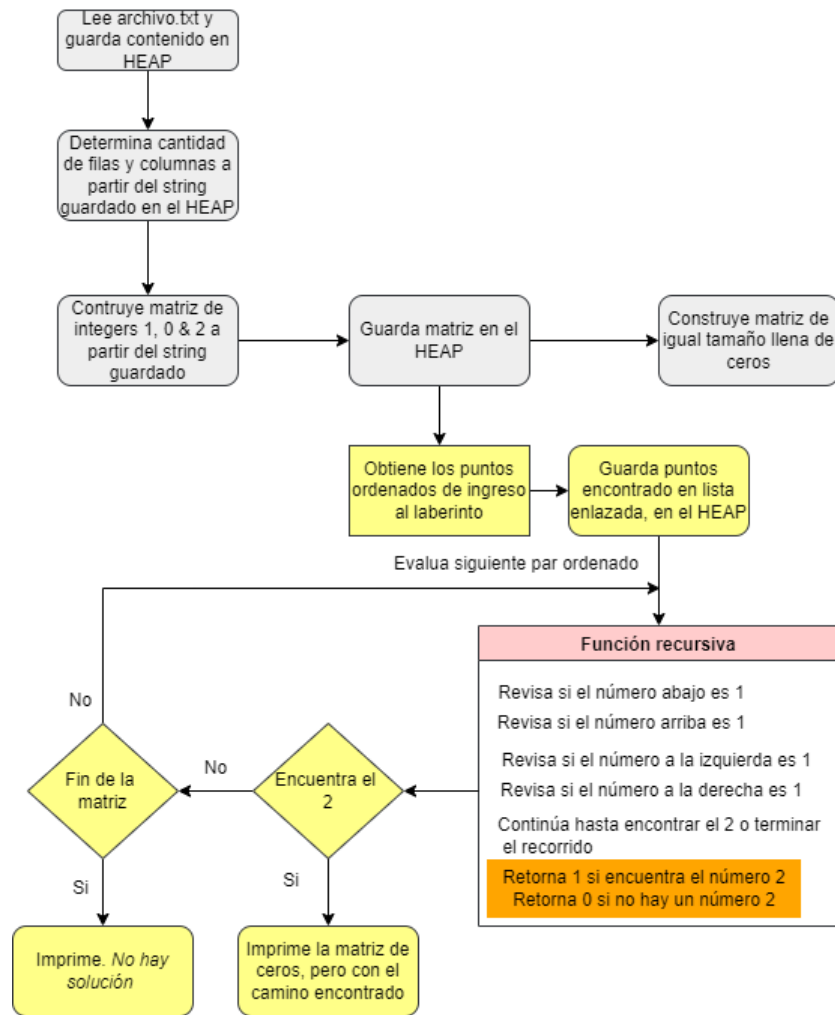 Lee archivo.txt y
guarda contenido en
HEAP
Determina cantidad
de filas y columnas a
partir del string
guardado en el HEAP
Contruye matriz de
integers 1, 0 & 2 a
partir del string
guardado
Guarda matriz en el
HEAP
Construye matriz de
igual tamaño llena de
ceros
Obtiene los puntos
ordenados de ingreso
al laberinto
Guarda puntos
encontrado en lista
enlazada, en el HEAP
Evalua siguiente par ordenado
Función recursiva
Revisa si el número abajo es 1
Revisa si el número arriba es 1
Revisa si el número a la izquierda es 1
Revisa si el número a la derecha es 1
Continúa hasta encontrar el 2 o terminar
el recorrido
Retorna 1 si encuentra el número 2
Retorna 0 si no hay un número 2
Encuentra el
2
No
Fin de la
matriz
No
Si
Si
Imprime. No hay
solución
Imprime la matriz de
ceros, pero con el
camino encontrado